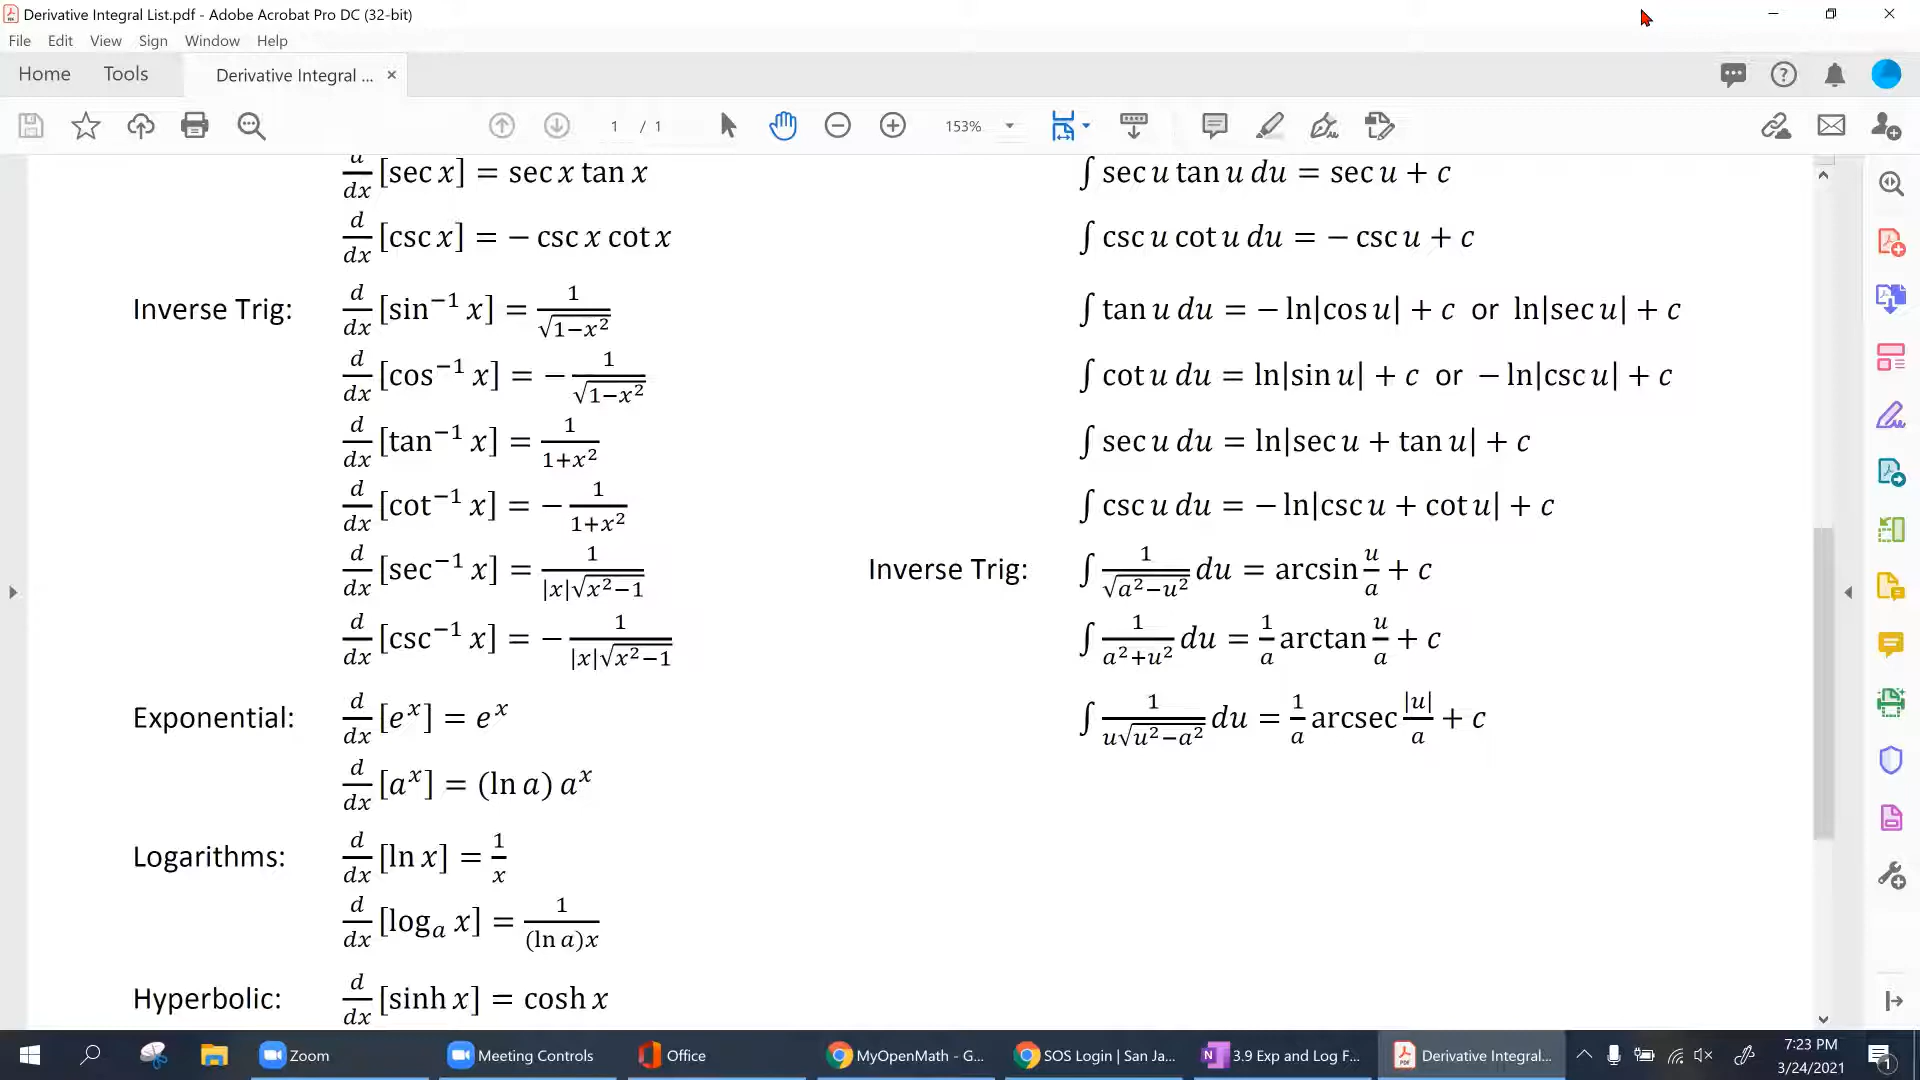 Derivative Integral List.pdf - Adobe Acrobat Pro DC (32-bit)
File Edit View Sign Window Help
Home Tools Derivative Integral ... ×
1 / 1 153%
d/dx [sec x] = sec x tan x
∫ sec u tan u du = sec u + c
d/dx [csc x] = − csc x cot x
∫ csc u cot u du = − csc u + c
Inverse Trig: d/dx [sin⁻¹ x] = 1/√(1−x²)
∫ tan u du = − ln|cos u| + c or ln|sec u| + c
d/dx [cos⁻¹ x] = − 1/√(1−x²)
∫ cot u du = ln|sin u| + c or − ln|csc u| + c
d/dx [tan⁻¹ x] = 1/(1+x²)
∫ sec u du = ln|sec u + tan u| + c
d/dx [cot⁻¹ x] = − 1/(1+x²)
∫ csc u du = − ln|csc u + cot u| + c
d/dx [sec⁻¹ x] = 1/(|x|√(x²−1))
Inverse Trig: ∫ 1/√(a²−u²) du = arcsin u/a + c
d/dx [csc⁻¹ x] = − 1/(|x|√(x²−1))
∫ 1/(a²+u²) du = 1/a arctan u/a + c
Exponential: d/dx [eˣ] = eˣ
∫ 1/(u√(u²−a²)) du = 1/a arcsec |u|/a + c
d/dx [aˣ] = (ln a) aˣ
Logarithms: d/dx [ln x] = 1/x
d/dx [logₐ x] = 1/((ln a)x)
Hyperbolic: d/dx [sinh x] = cosh x
Zoom Meeting Controls Office MyOpenMath - G... SOS Login | San Ja... 3.9 Exp and Log F... Derivative Integral...
7:23 PM
3/24/2021
1